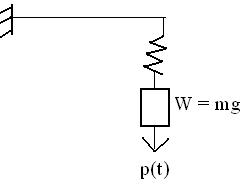 W = mg
p(t)